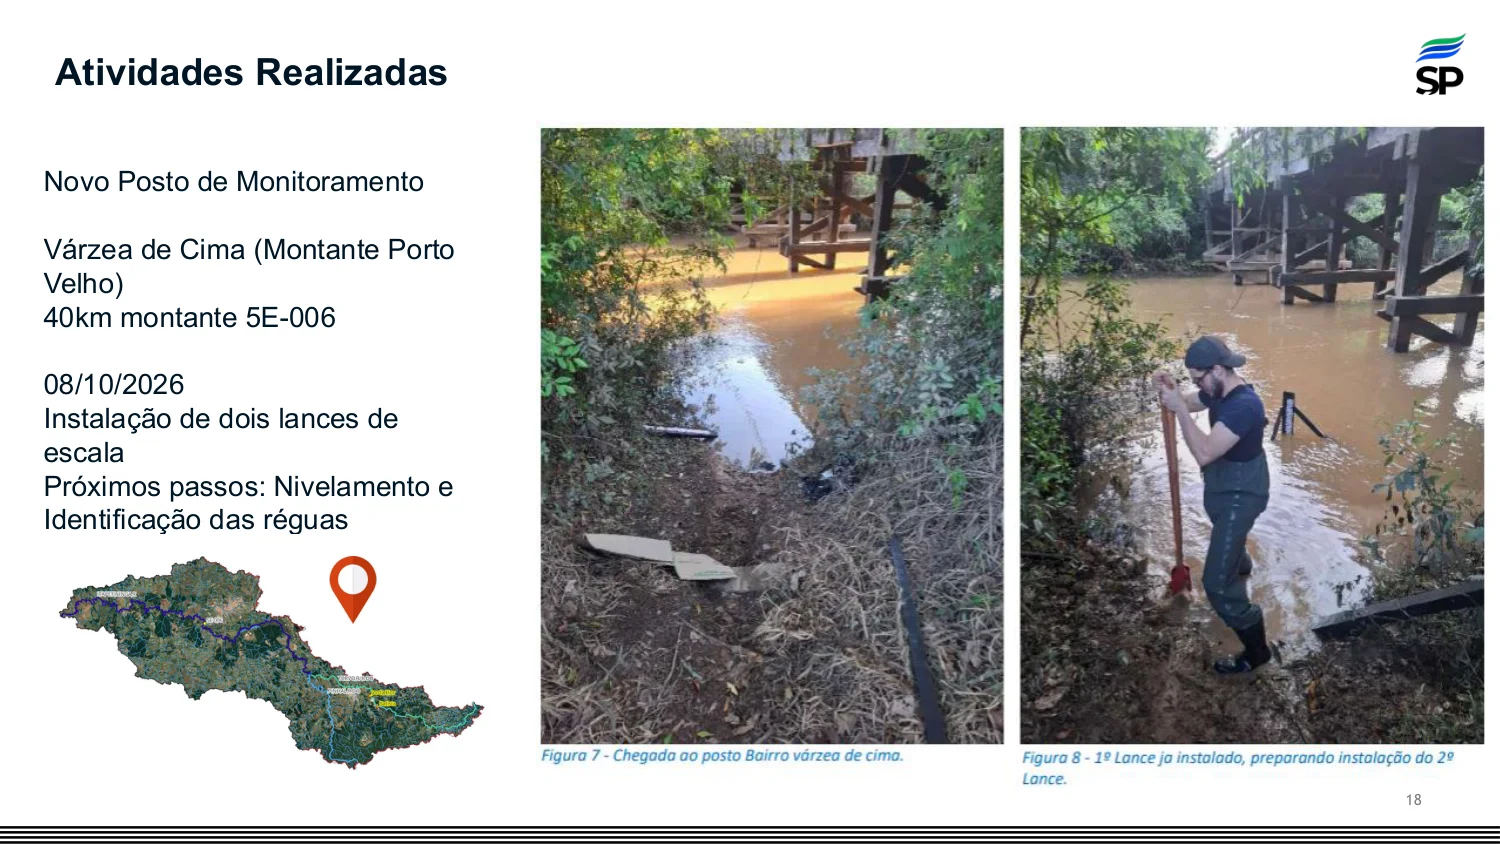 Atividades Realizadas
SP
Novo Posto de Monitoramento
Várzea de Cima (Montante Porto
Velho)
40km montante 5E-006
08/10/2026
Instalação de dois lances de
escala
Próximos passos: Nivelamento e
Identificação das réguas
Figura 7 - Chegada ao posto Bairro várzea de cima.
Figura 8 - 1º Lance ja instalado, preparando instalação do 2º
Lance.
18